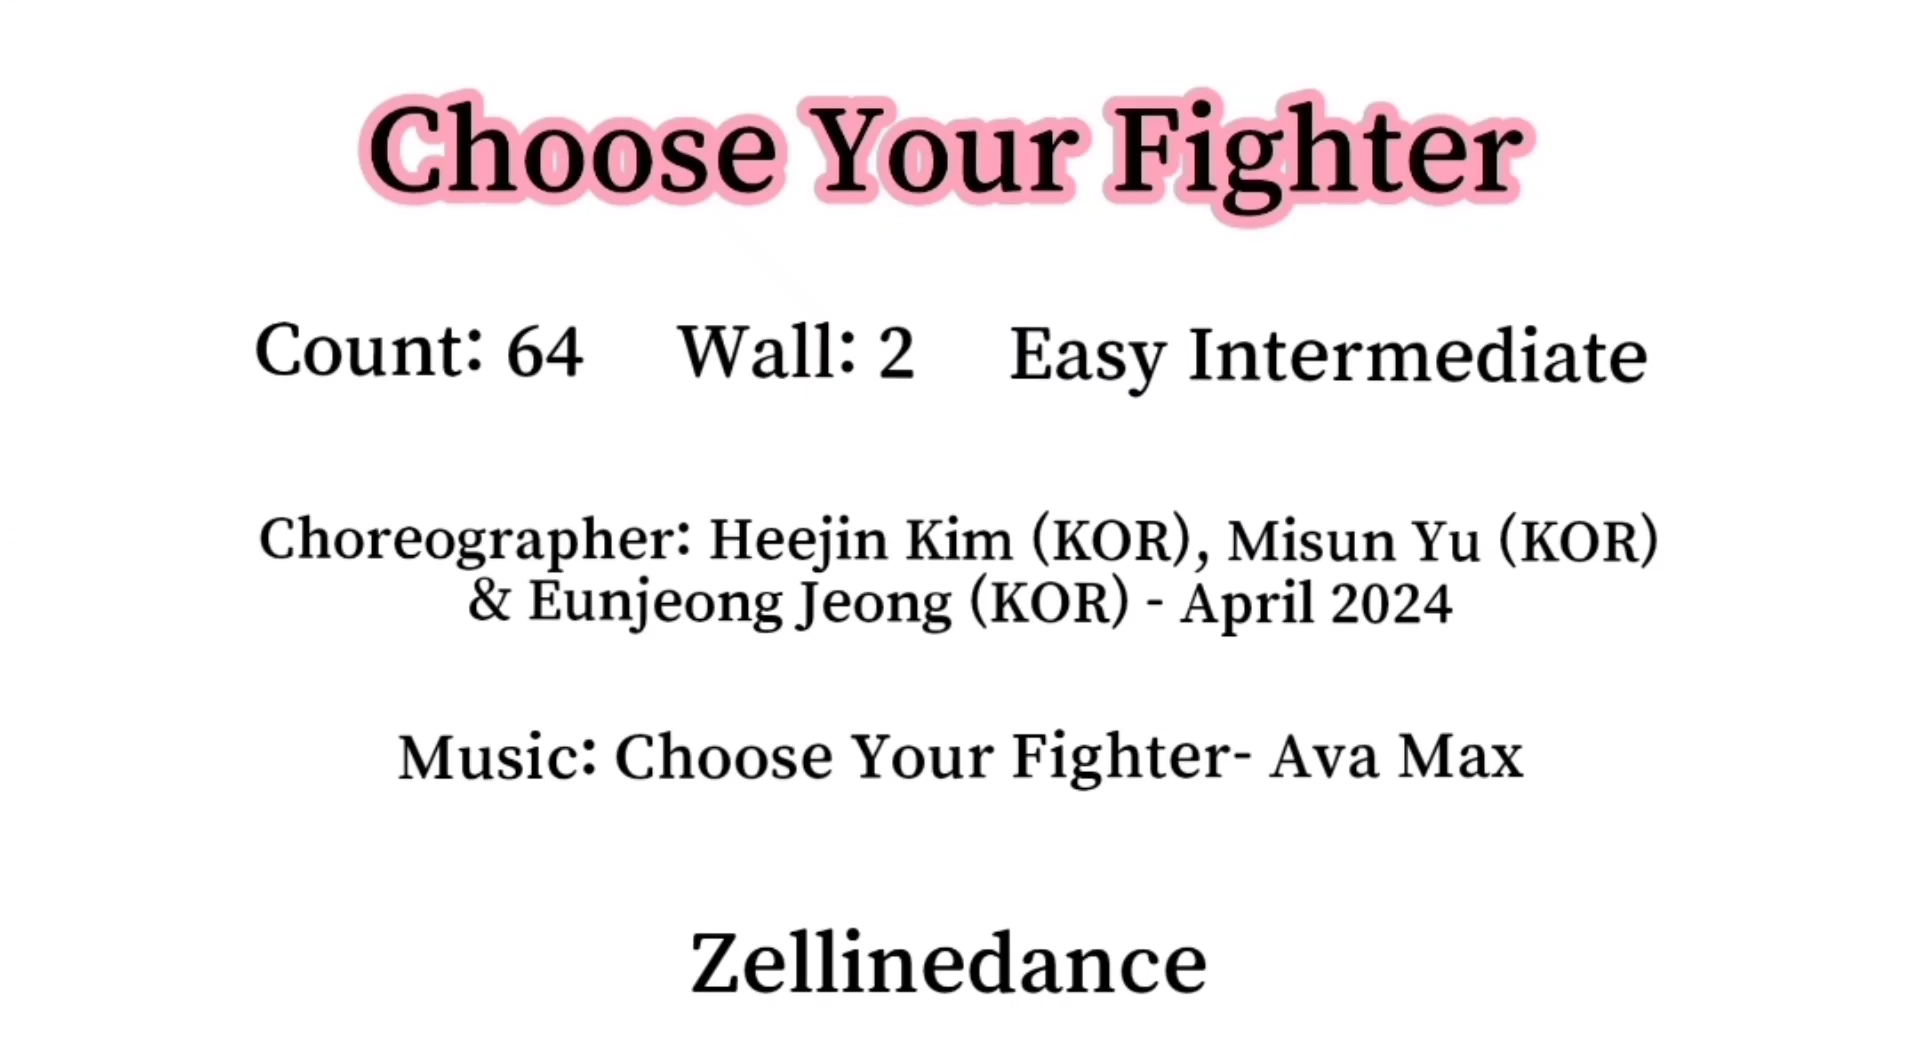 Choose Your Fighter
Count: 64 Wall: 2 Easy Intermediate
Choreographer: Heejin Kim (KOR), Misun Yu (KOR)
& Eunjeong Jeong (KOR) - April 2024
Music: Choose Your Fighter- Ava Max
Zellinedance